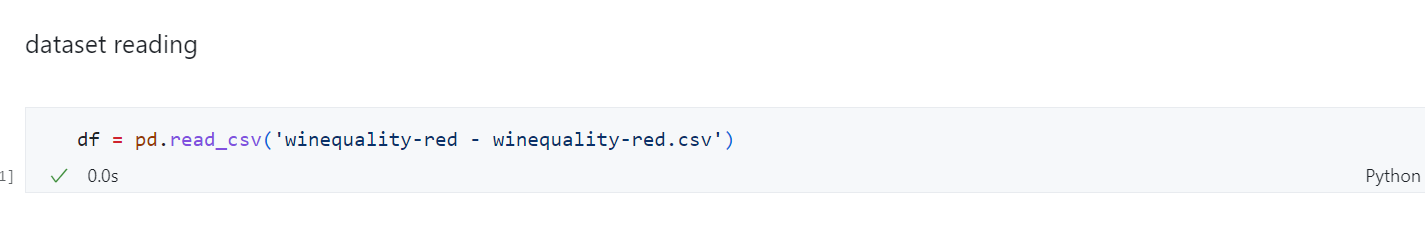 dataset reading
df = pd.read_csv('winequality-red - winequality-red.csv')
1] 0.0s Python